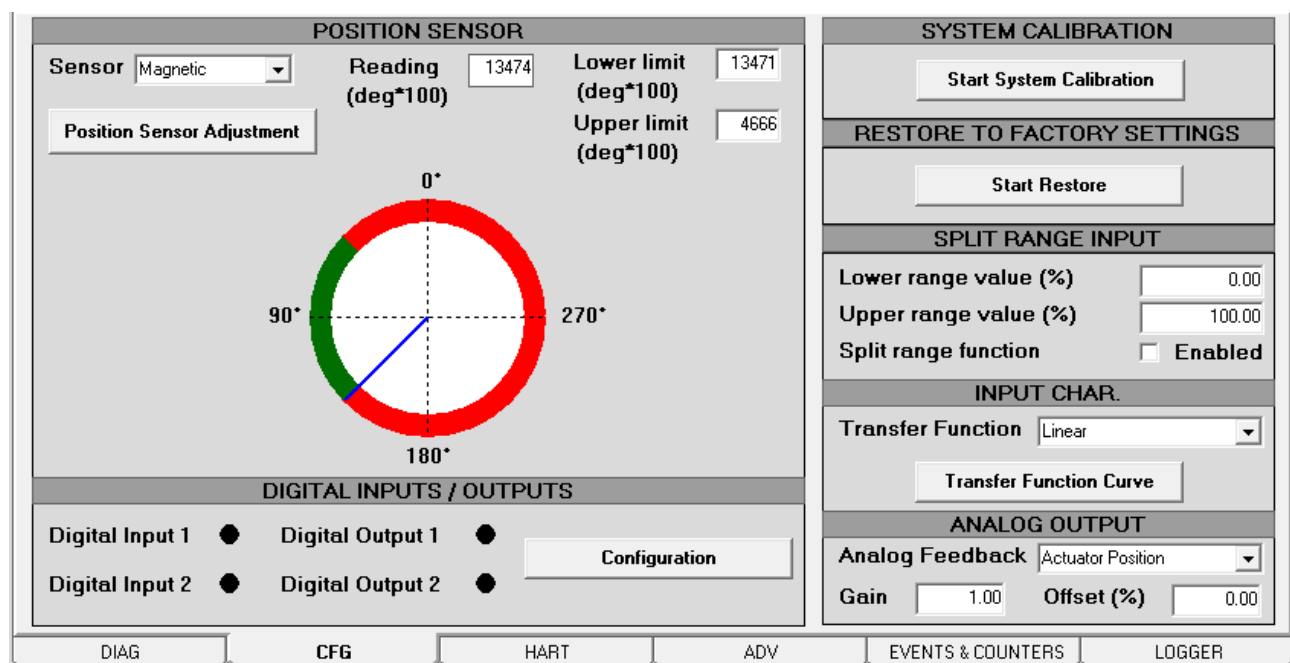 POSITION SENSOR
Sensor Magnetic
Reading (deg*100) 13474
Lower limit (deg*100) 13471
Position Sensor Adjustment
Upper limit (deg*100) 4666
0°
90°
270°
180°
DIGITAL INPUTS / OUTPUTS
Digital Input 1
Digital Output 1
Configuration
Digital Input 2
Digital Output 2
SYSTEM CALIBRATION
Start System Calibration
RESTORE TO FACTORY SETTINGS
Start Restore
SPLIT RANGE INPUT
Lower range value (%) 0.00
Upper range value (%) 100.00
Split range function Enabled
INPUT CHAR.
Transfer Function Linear
Transfer Function Curve
ANALOG OUTPUT
Analog Feedback Actuator Position
Gain 1.00 Offset (%) 0.00
DIAG CFG HART ADV EVENTS & COUNTERS LOGGER